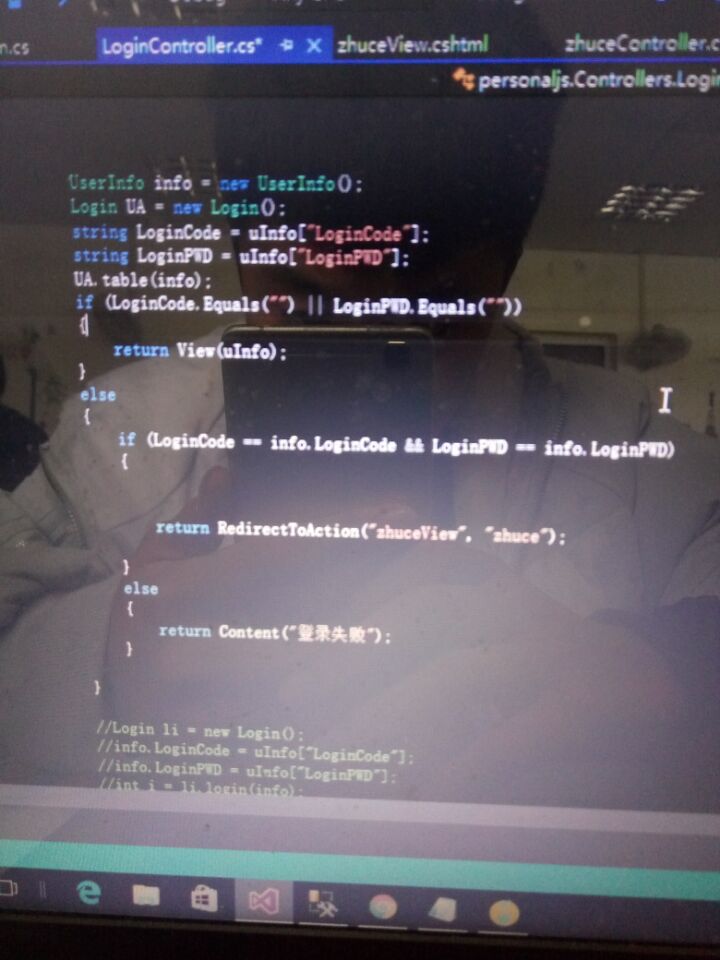 LoginController.cs*
zhuceView.cshtml
zhuceController.c
personaljs.Controllers.Logi
UserInfo info = new UserInfo();
Login UA = new Login();
string LoginCode = uInfo["LoginCode"];
string LoginPWD = uInfo["LoginPWD"];
UA.table(info);
if (LoginCode.Equals("") || LoginPWD.Equals(""))
{
return View(uInfo);
}
else
{
if (LoginCode == info.LoginCode && LoginPWD == info.LoginPWD)
{
return RedirectToAction("zhuceView", "zhuce");
}
else
{
return Content("登录失败");
}
}
//Login li = new Login();
//info.LoginCode = uInfo["LoginCode"];
//info.LoginPWD = uInfo["LoginPWD"];
//int i = li.login(info);